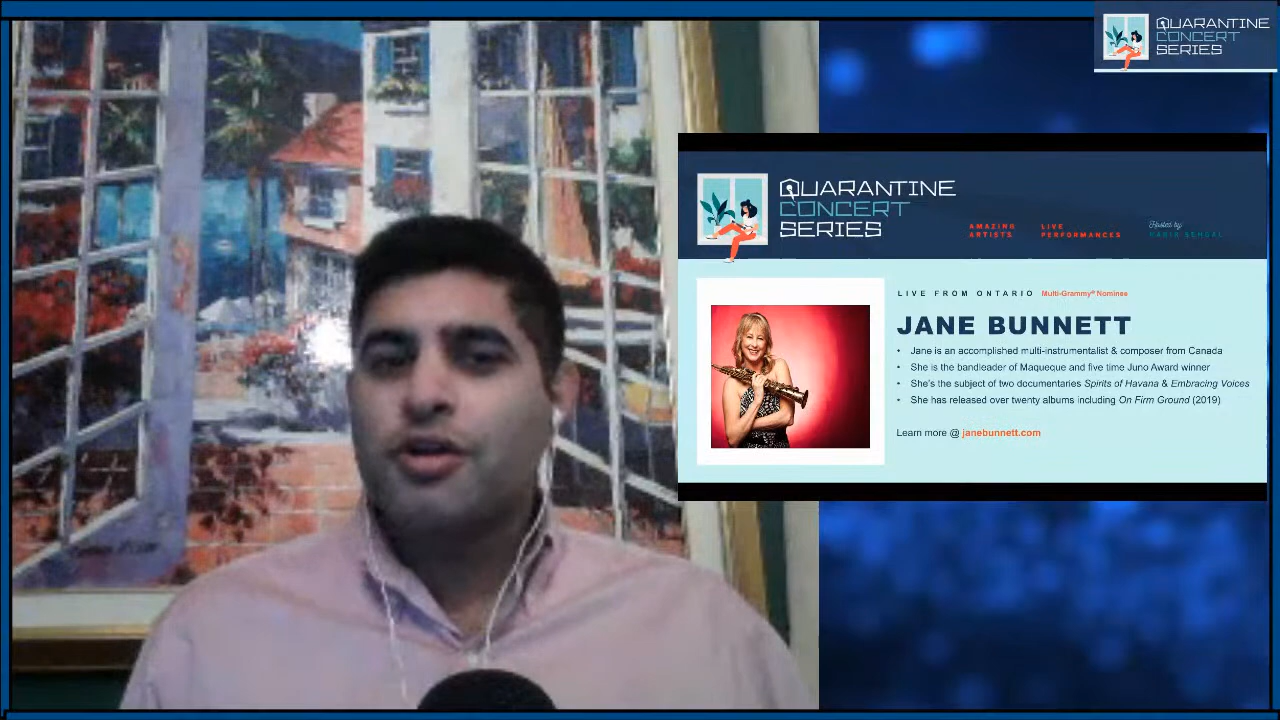 QUARANTINE
CONCERT
SERIES
QUARANTINE
CONCERT
SERIES
AMAZING
ARTISTS
LIVE
PERFORMANCES
Hosted by
LIVE FROM ONTARIO Multi-Grammy® Nominee
JANE BUNNETT
• Jane is an accomplished multi-instrumentalist & composer from Canada
• She is the bandleader of Maqueque and five time Juno Award winner
• She's the subject of two documentaries Spirits of Havana & Embracing Voices
• She has released over twenty albums including On Firm Ground (2019)
Learn more @ janebunnett.com